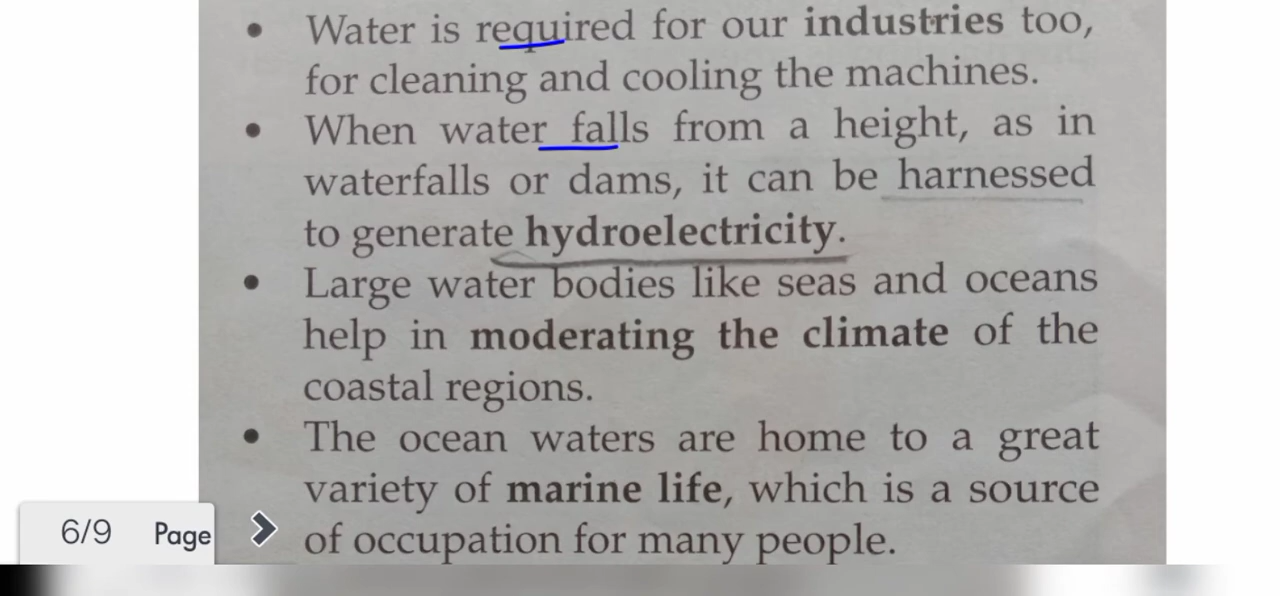 • Water is required for our industries too,
for cleaning and cooling the machines.
• When water falls from a height, as in
waterfalls or dams, it can be harnessed
to generate hydroelectricity.
• Large water bodies like seas and oceans
help in moderating the climate of the
coastal regions.
• The ocean waters are home to a great
variety of marine life, which is a source
of occupation for many people.
6/9 Page